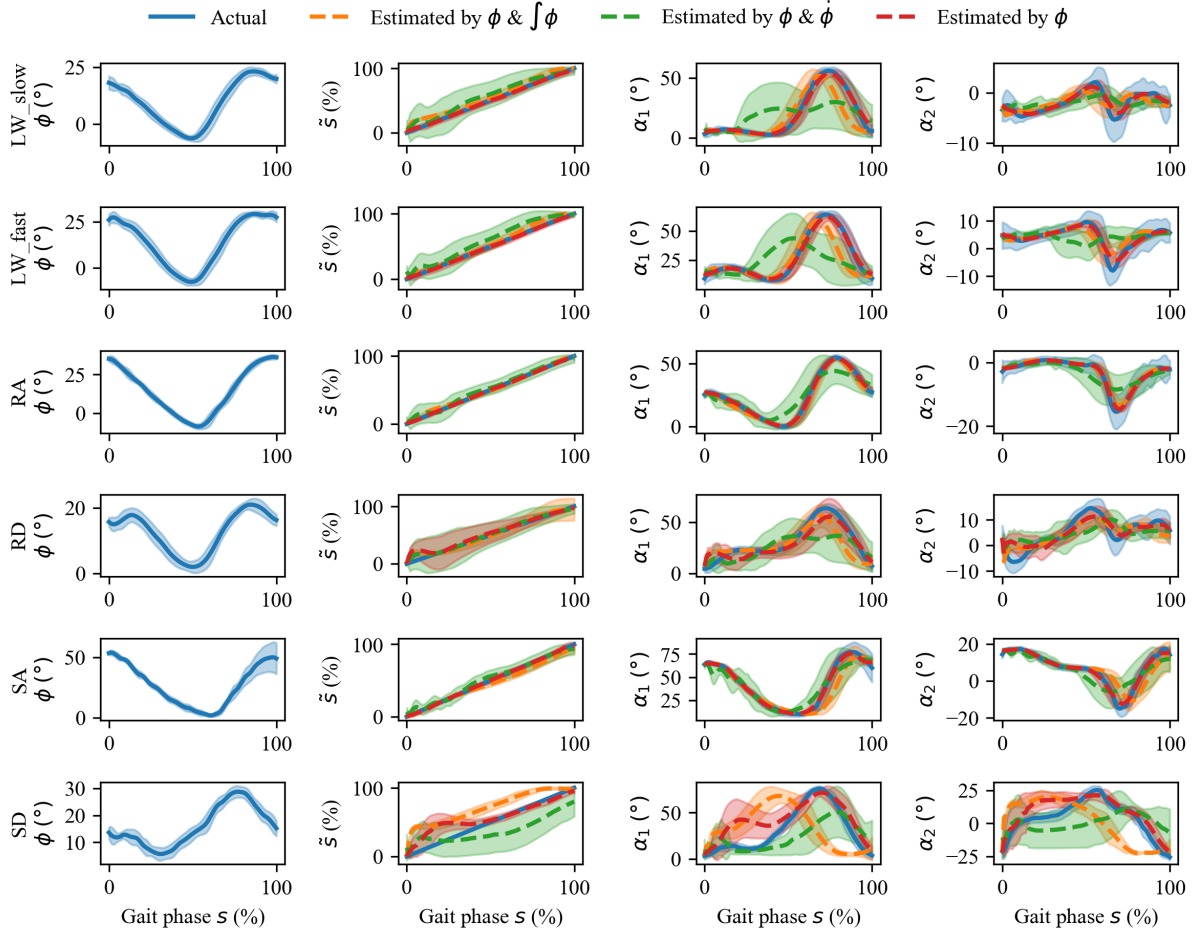 Actual Estimated by ϕ & ∫ϕ Estimated by ϕ & ϕ̇ Estimated by ϕ
LW_slow
ϕ (°)
25
0
0 100
s̃ (%)
100
0
0 100
α₁ (°)
50
0
0 100
α₂ (°)
0
−10
0 100
LW_fast
ϕ (°)
25
0
0 100
s̃ (%)
100
0
0 100
α₁ (°)
50
25
0 100
α₂ (°)
10
0
−10
0 100
RA
ϕ (°)
25
0
0 100
s̃ (%)
100
0
0 100
α₁ (°)
50
0
0 100
α₂ (°)
0
−20
0 100
RD
ϕ (°)
20
0
0 100
s̃ (%)
100
0
0 100
α₁ (°)
50
0
0 100
α₂ (°)
10
0
−10
0 100
SA
ϕ (°)
50
0
0 100
s̃ (%)
100
0
0 100
α₁ (°)
75
50
25
0 100
α₂ (°)
20
0
−20
0 100
SD
ϕ (°)
30
20
10
0 100
Gait phase s (%)
s̃ (%)
100
0
0 100
Gait phase s (%)
α₁ (°)
50
0
0 100
Gait phase s (%)
α₂ (°)
25
0
−25
0 100
Gait phase s (%)